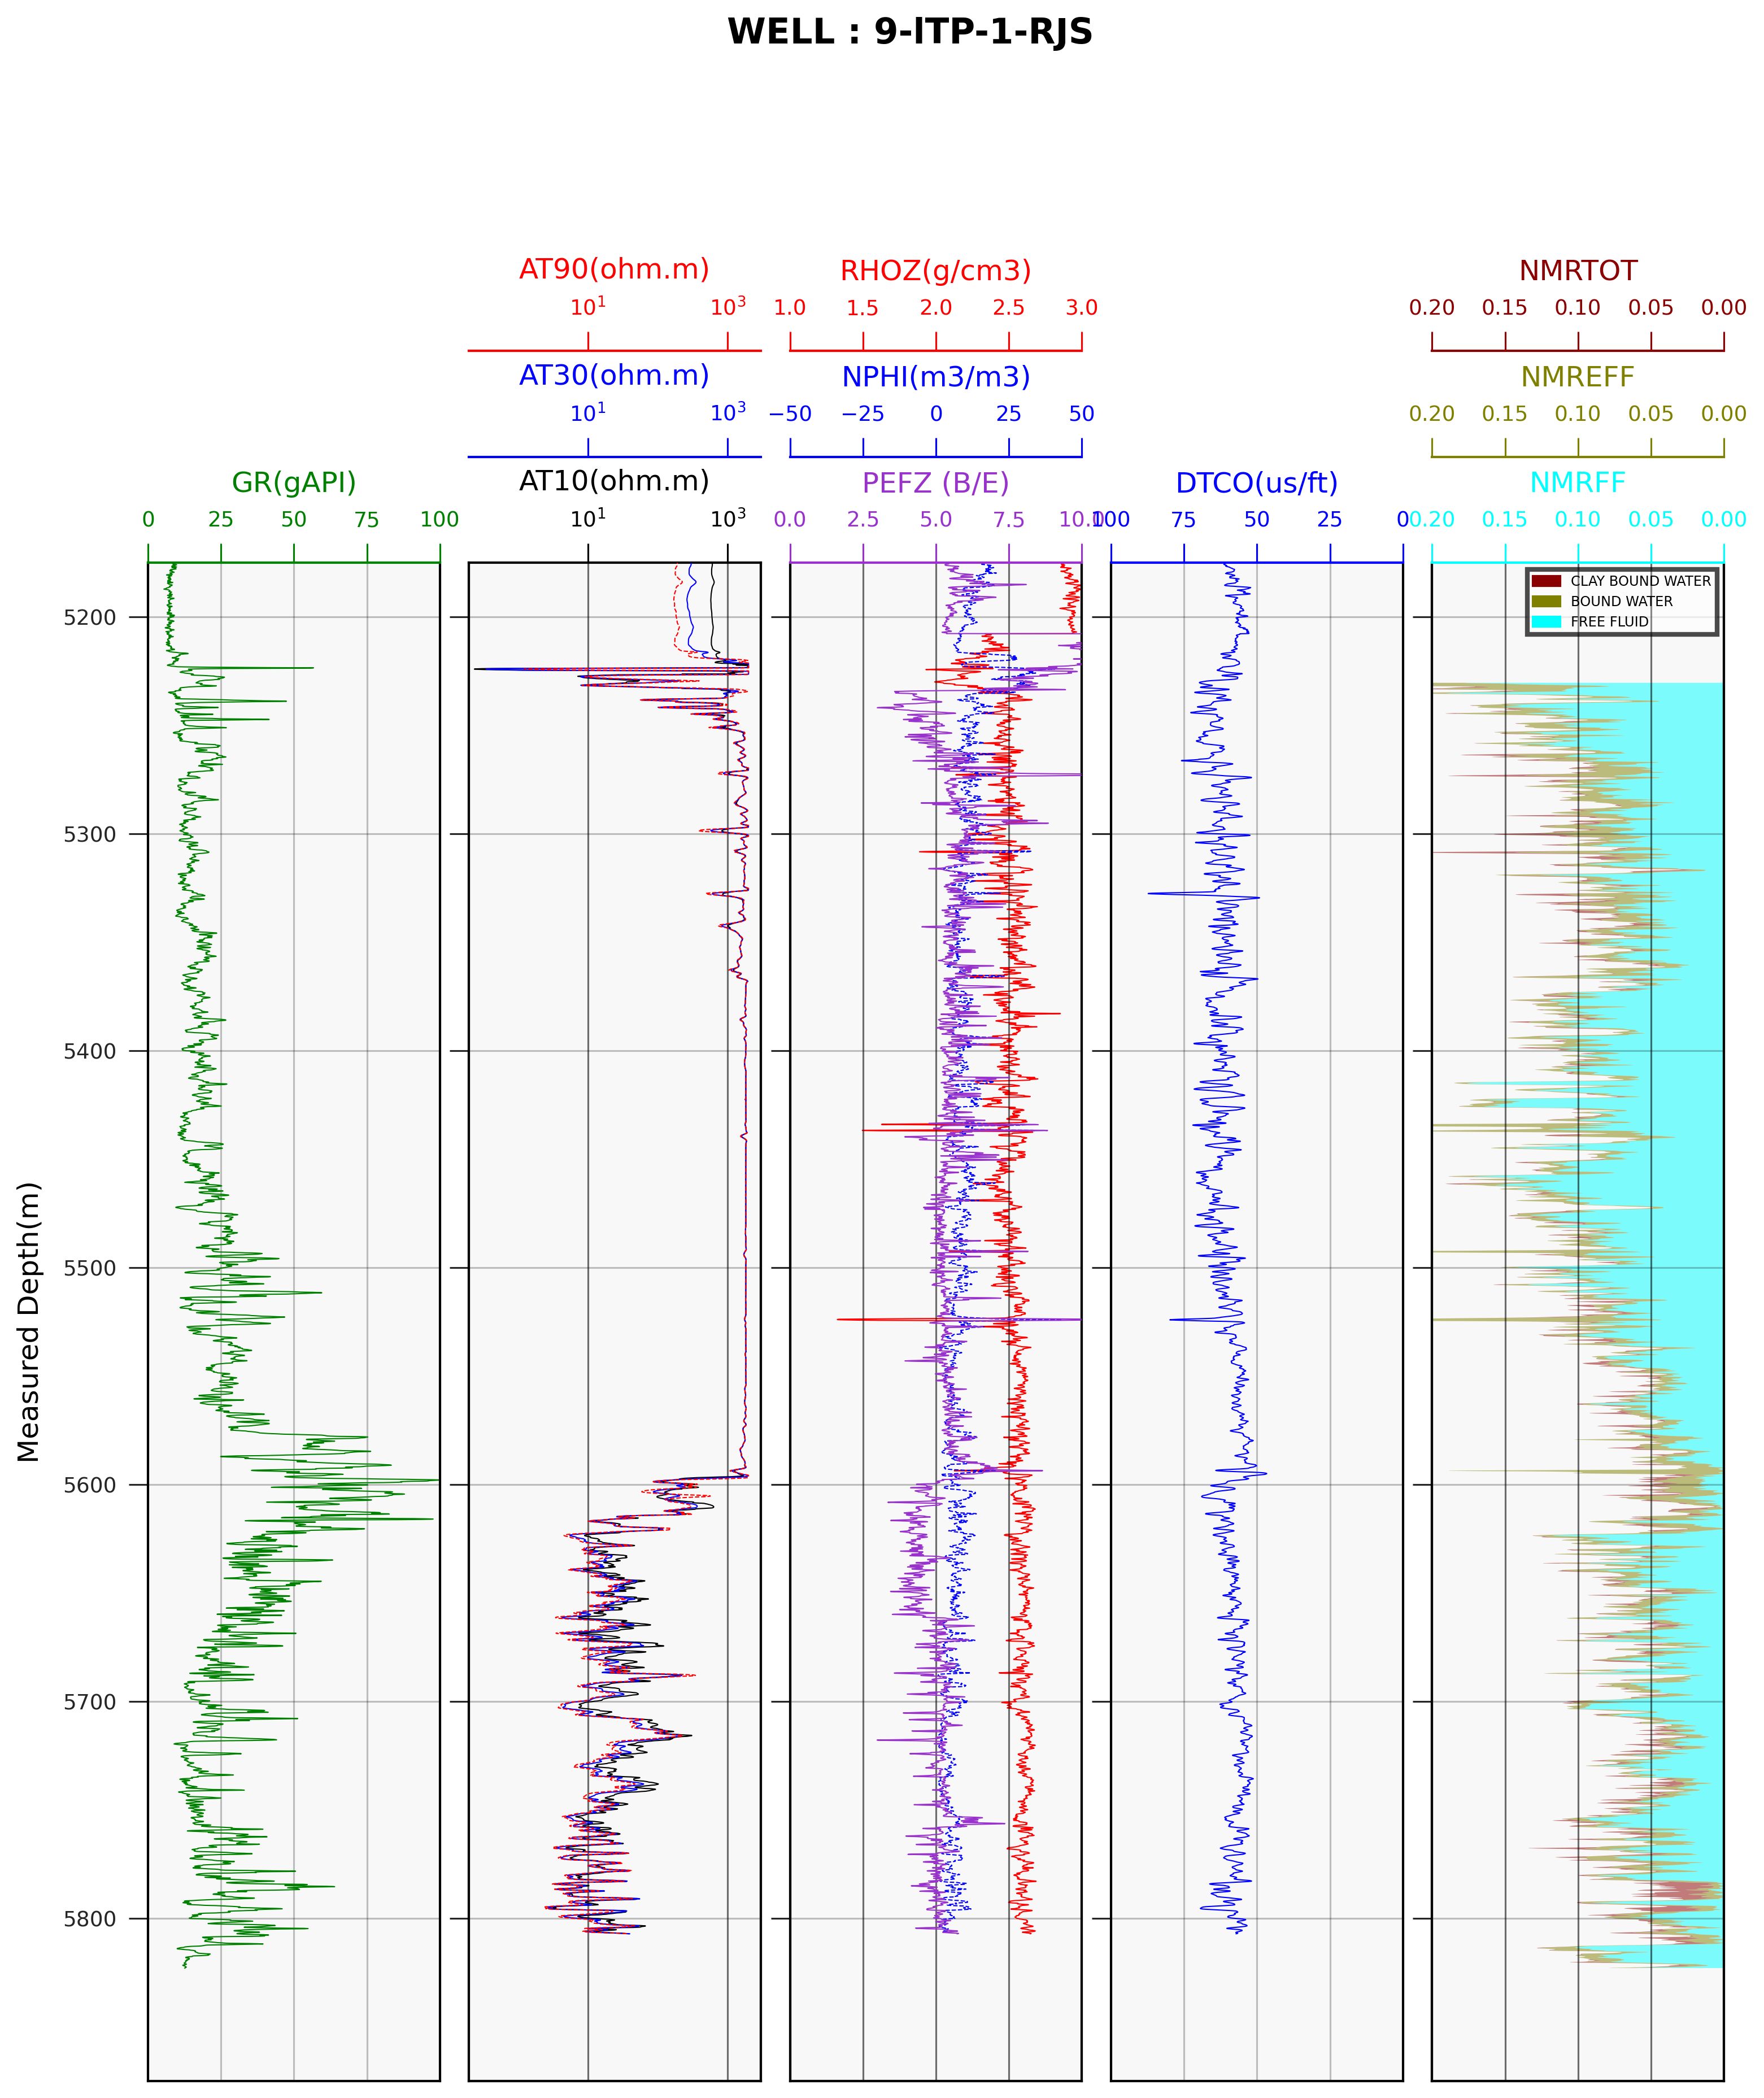 WELL : 9-lTP-1-RJS
AT90(ohm.m) RHOZ(g/cm3) NMRTOT
10¹ 10³ 1.0 1.5 2.0 2.5 3.0 0.20 0.15 0.10 0.05 0.00
AT30(ohm.m) NPHI(m3/m3) NMREFF
10¹ 10³ −50 −25 0 25 50 0.20 0.15 0.10 0.05 0.00
GR(gAPI) AT10(ohm.m) PEFZ (B/E) DTCO(us/ft) NMRFF
0 25 50 75 100 10¹ 10³ 0.0 2.5 5.0 7.5 10.0 100 75 50 25 0 0.20 0.15 0.10 0.05 0.00
CLAY BOUND WATER
BOUND WATER
FREE FLUID
5200
5300
5400
5500
5600
5700
5800
Measured Depth(m)